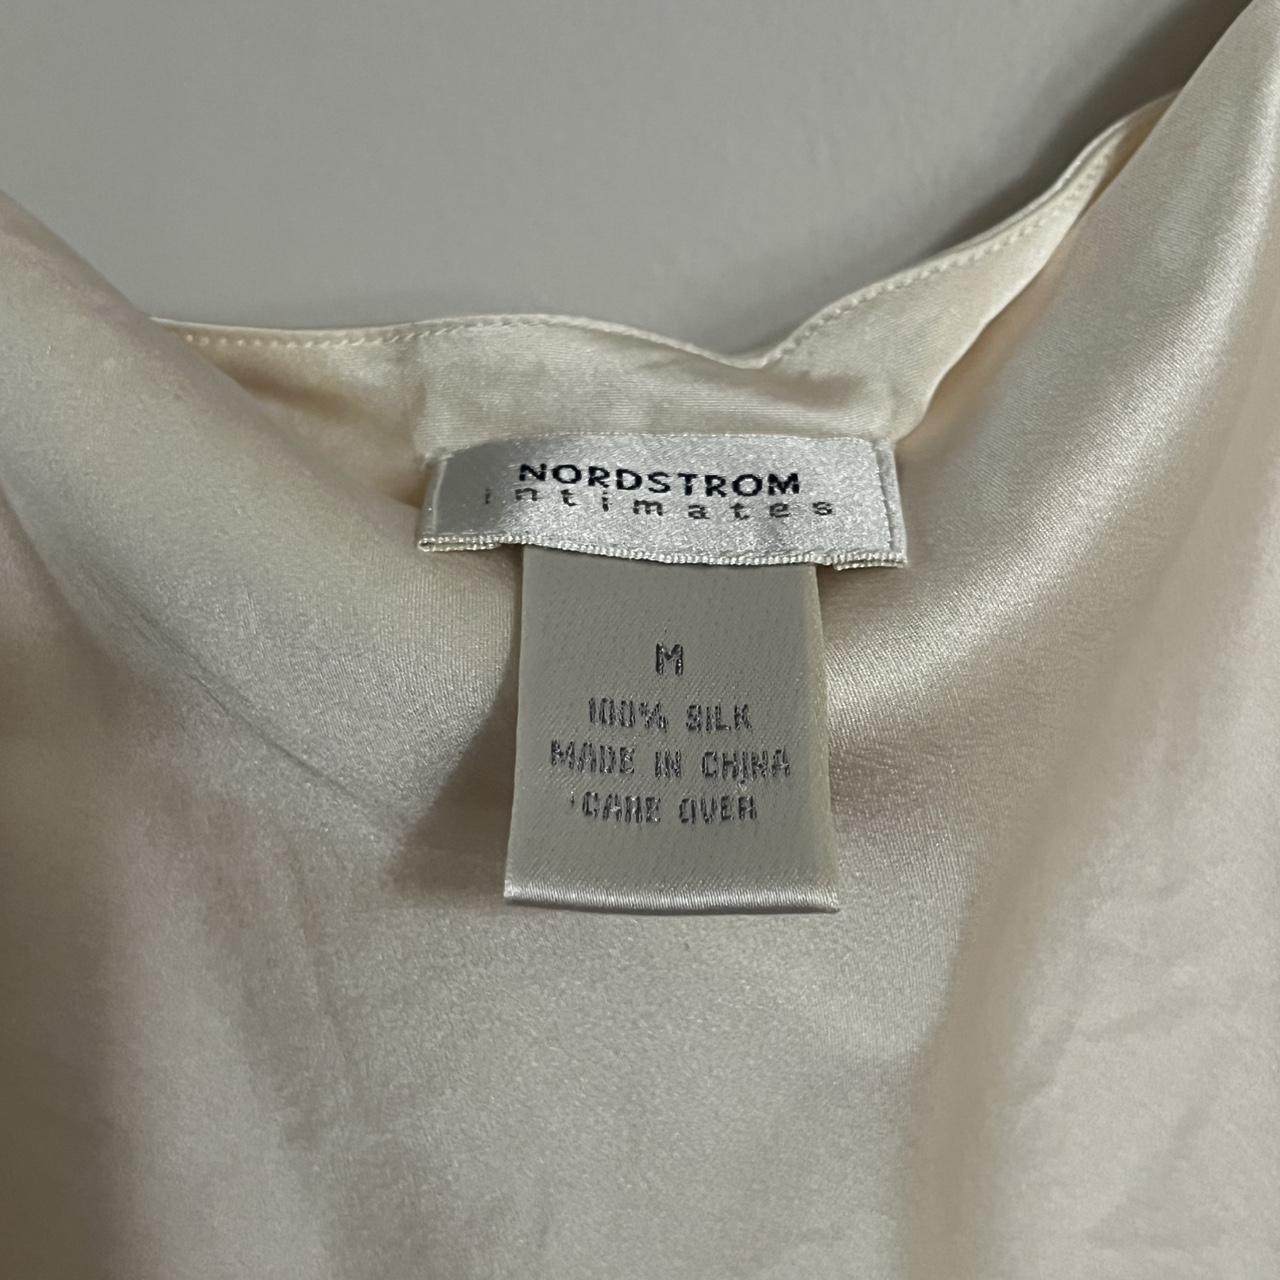 NORDSTROM
intimates
M
100% SILK
MADE IN CHINA
CARE OVER